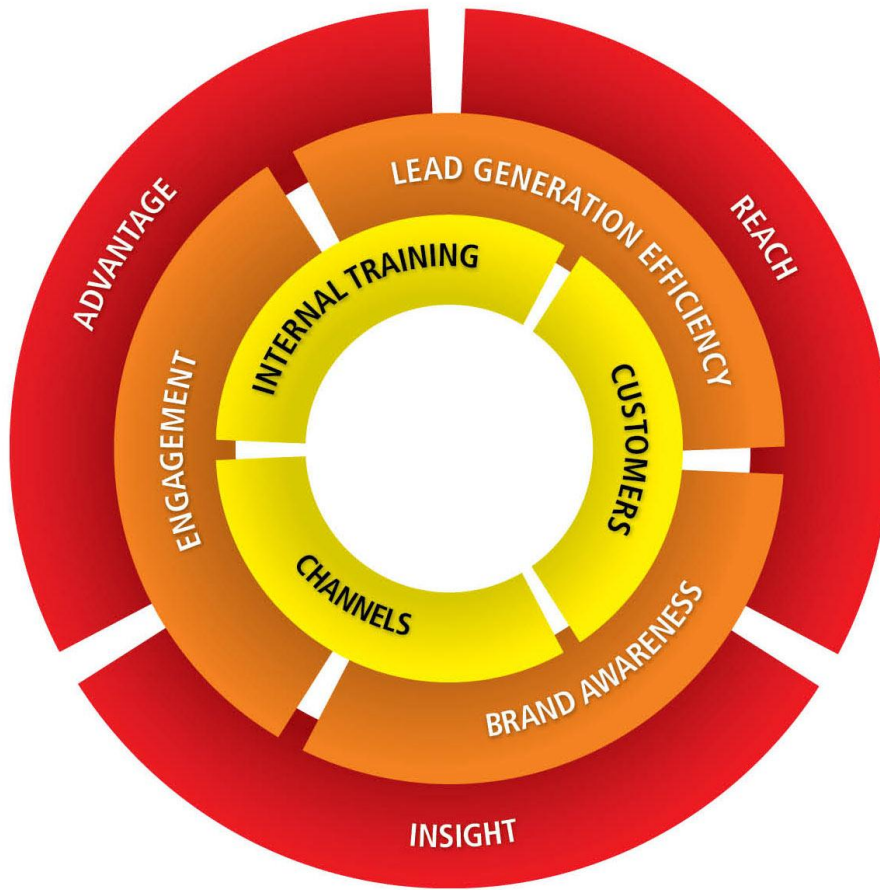 ADVANTAGE
REACH
INSIGHT
LEAD GENERATION EFFICIENCY
ENGAGEMENT
BRAND AWARENESS
INTERNAL TRAINING
CUSTOMERS
CHANNELS